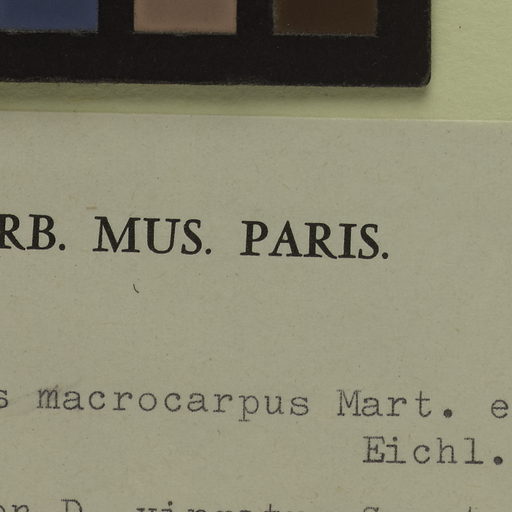 RB. MUS. PARIS.
s macrocarpus Mart. e
Eichl.